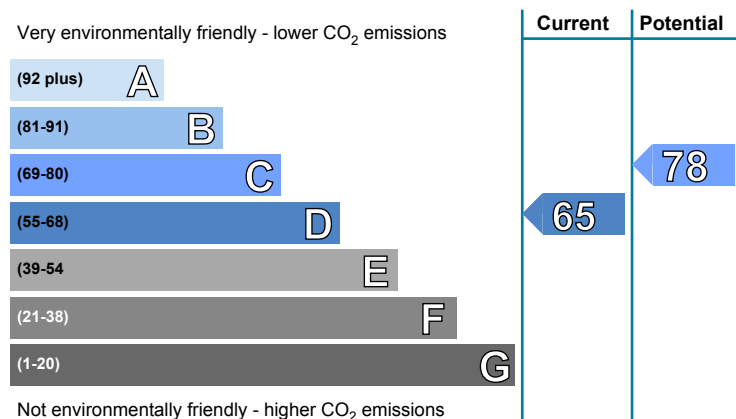 Current Potential
Very environmentally friendly - lower CO₂ emissions
(92 plus) A
(81-91) B
(69-80) C
78
(55-68) D
65
(39-54 E
(21-38) F
(1-20) G
Not environmentally friendly - higher CO₂ emissions